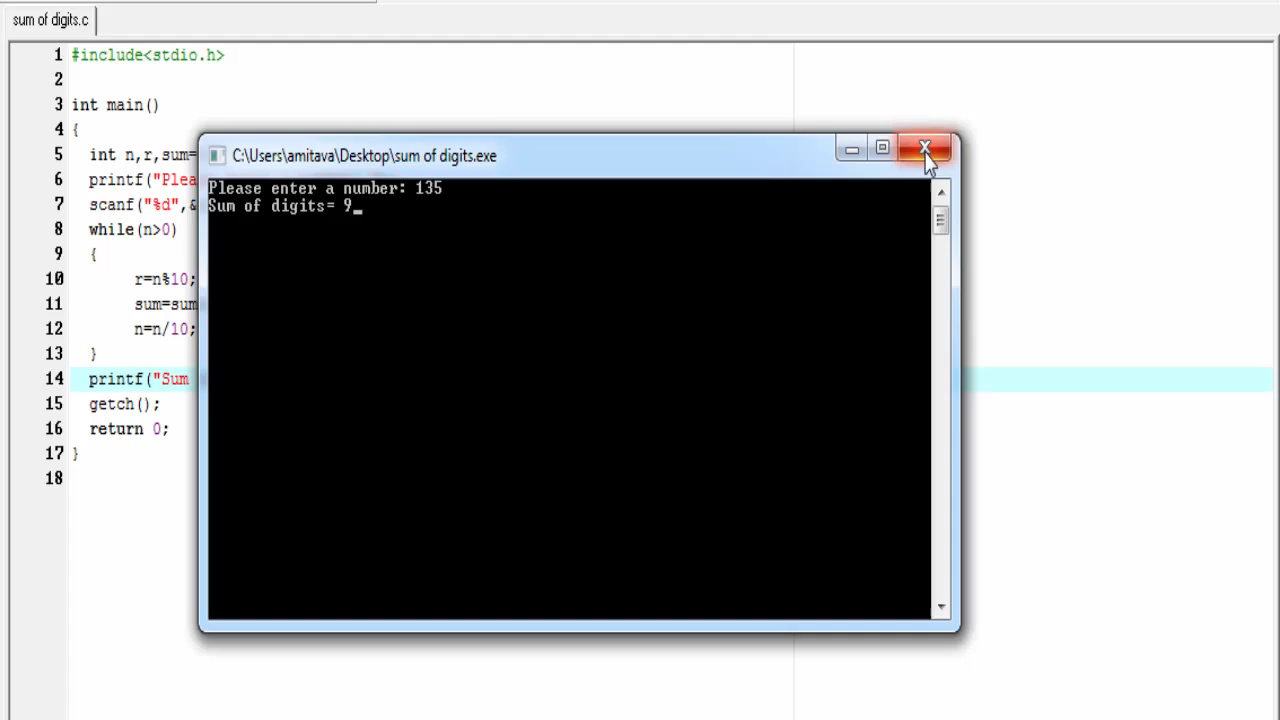 sum of digits.c
1 #include<stdio.h>
2
3 int main()
4 {
5 int n,r,sum=
6 printf("Plea
7 scanf("%d",&
8 while(n>0)
9 {
10 r=n%10;
11 sum=sum
12 n=n/10;
13 }
14 printf("Sum
15 getch();
16 return 0;
17 }
18
C:\Users\amitava\Desktop\sum of digits.exe
Please enter a number: 135
Sum of digits= 9_